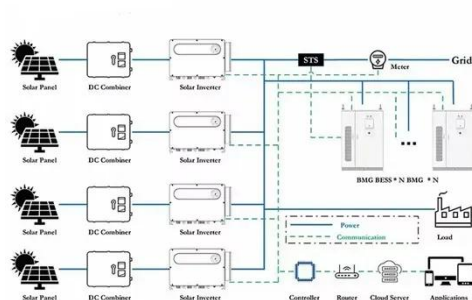 STS
Meter
Grid
Solar Panel DC Combiner Solar Inverter
Solar Panel DC Combiner Solar Inverter
BMG BESS * N BMG * N
Solar Panel DC Combiner Solar Inverter
Power
Communication
Load
Solar Panel DC Combiner Solar Inverter
Controller Router Cloud Server Applications